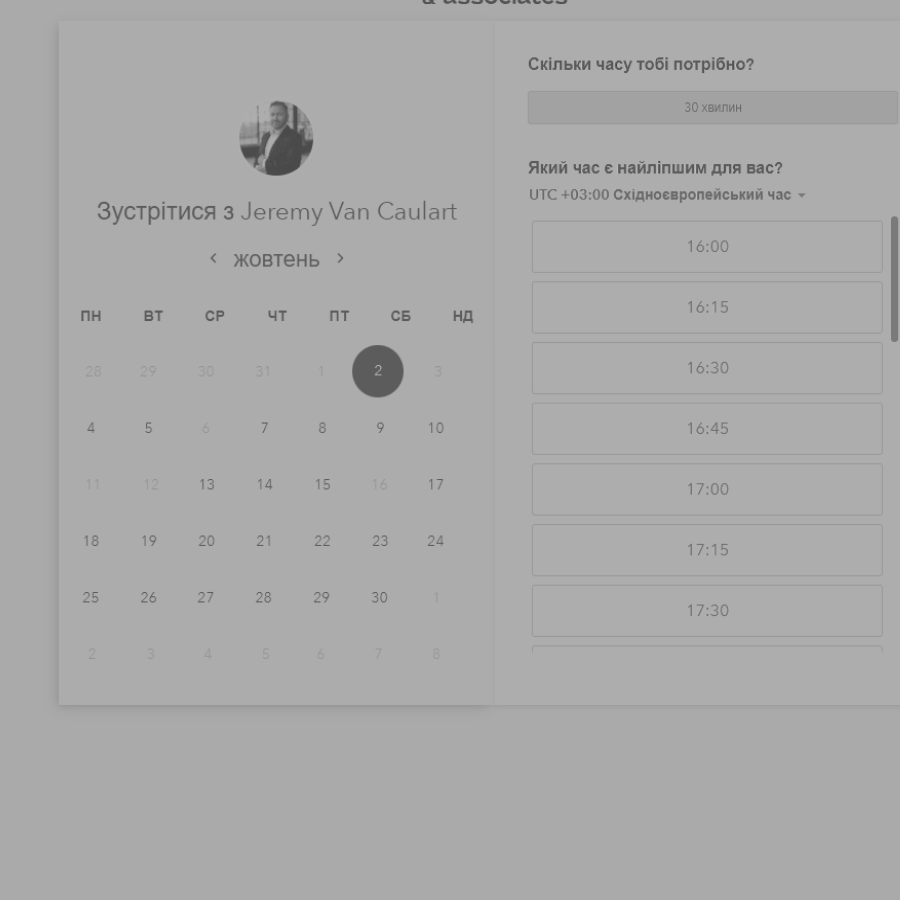 & associates
Зустрітися з Jeremy Van Caulart
жовтень
ПН ВТ СР ЧТ ПТ СБ НД
28 29 30 31 1 2 3
4 5 6 7 8 9 10
11 12 13 14 15 16 17
18 19 20 21 22 23 24
25 26 27 28 29 30 1
2 3 4 5 6 7 8
Скільки часу тобі потрібно?
30 хвилин
Який час є найліпшим для вас?
UTC +03:00 Східноєвропейський час
16:00
16:15
16:30
16:45
17:00
17:15
17:30